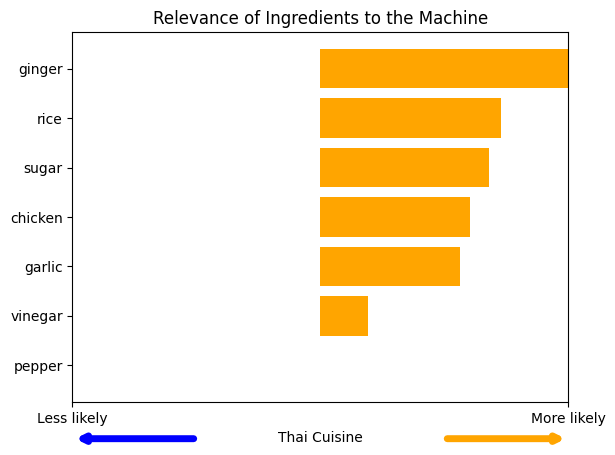 Relevance of Ingredients to the Machine
ginger
rice
sugar
chicken
garlic
vinegar
pepper
Less likely More likely
Thai Cuisine